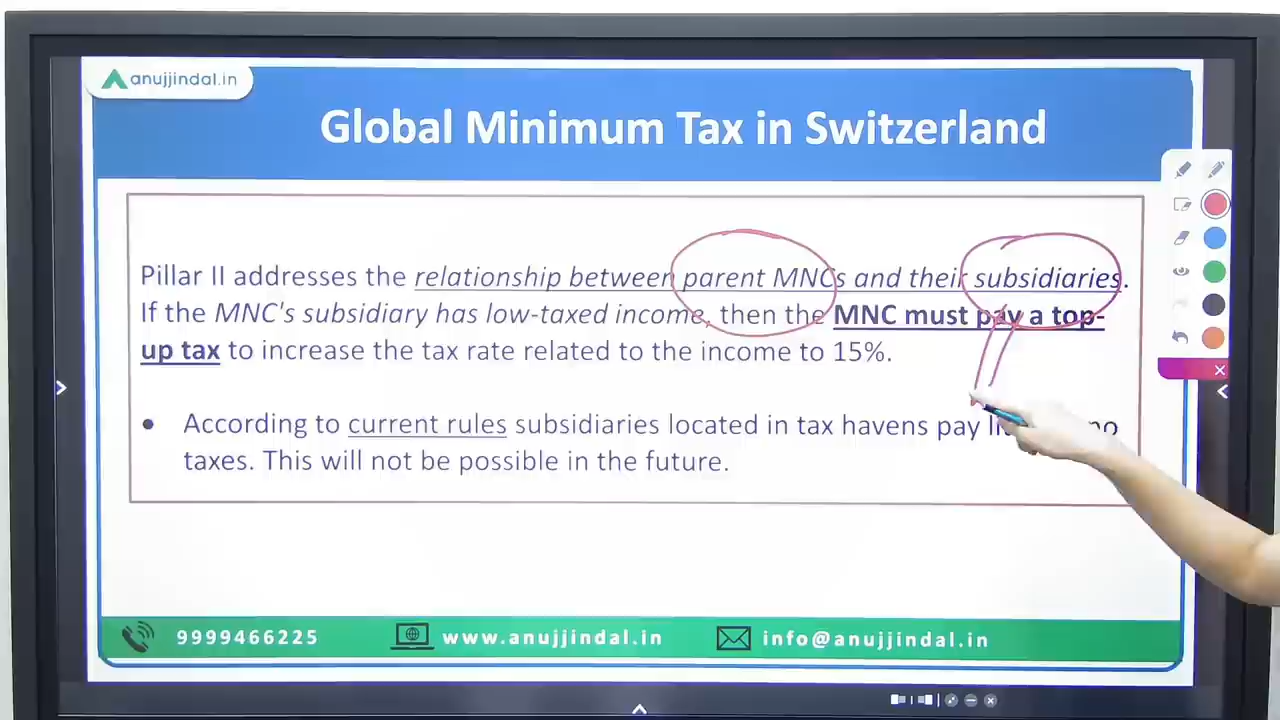 anujjindal.in
Global Minimum Tax in Switzerland
Pillar II addresses the relationship between parent MNCs and their subsidiaries.
If the MNC's subsidiary has low-taxed income, then the MNC must pay a top-
up tax to increase the tax rate related to the income to 15%.
• According to current rules subsidiaries located in tax havens pay no
taxes. This will not be possible in the future.
9999466225 www.anujjindal.in info@anujjindal.in